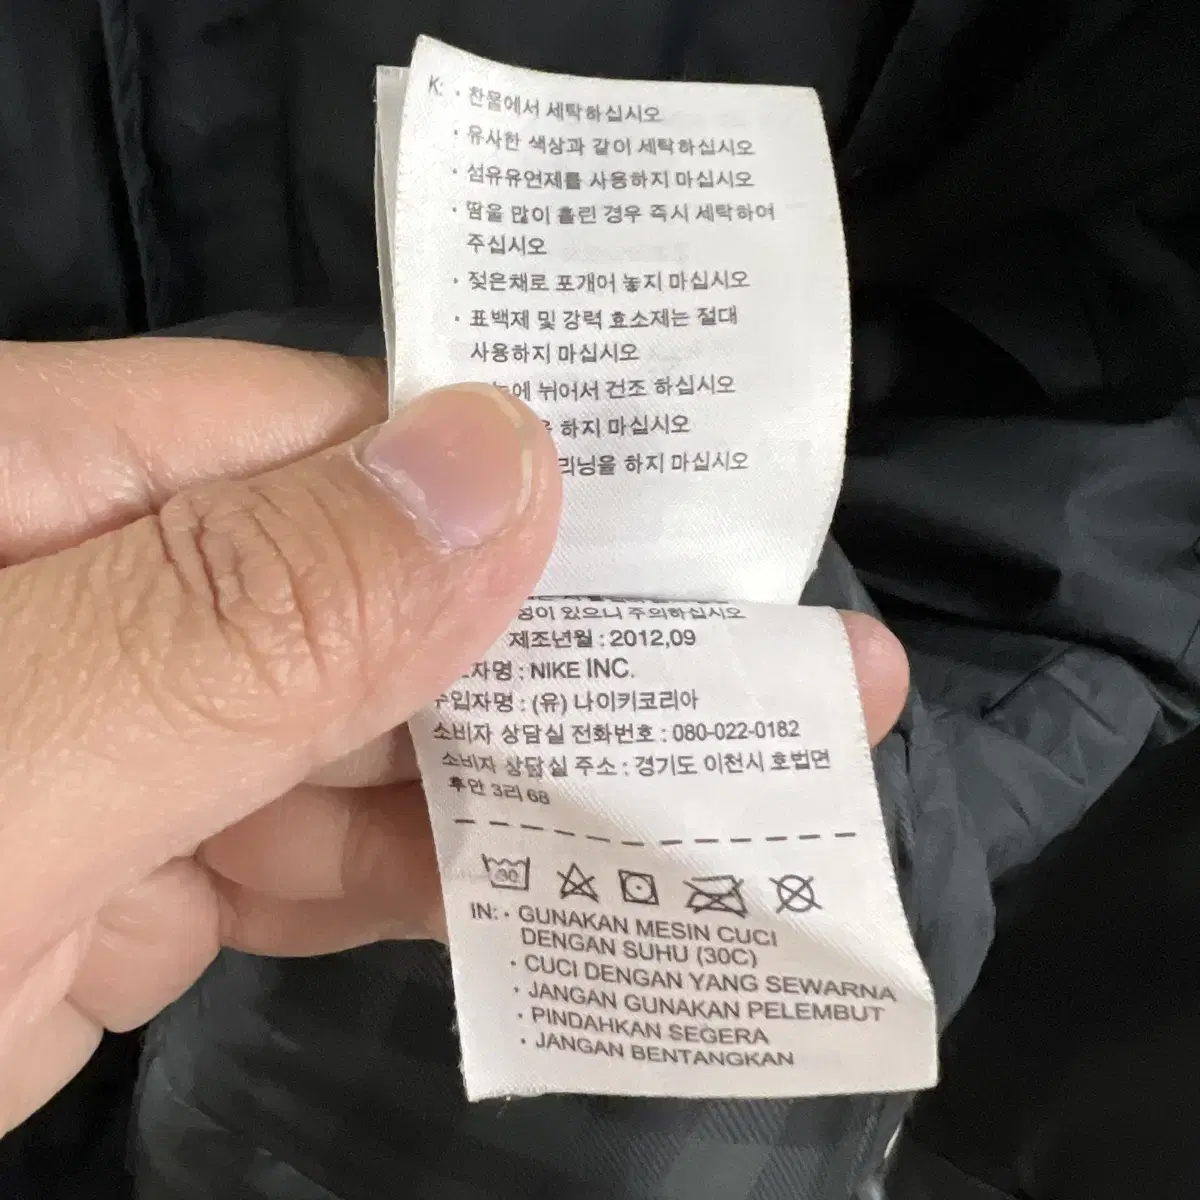 K: · 찬물에서 세탁하십시오
· 유사한 색상과 같이 세탁하십시오
· 섬유유연제를 사용하지 마십시오
· 땀을 많이 흘린 경우 즉시 세탁하여
주십시오
· 젖은채로 포개어 놓지 마십시오
· 표백제 및 강력 효소제는 절대
사용하지 마십시오
뉘어서 건조 하십시오
하지 마십시오
하지 마십시오
있으니 주의하십시오
제조년월 : 2012,09
NIKE INC.
수입자명 : (유) 나이키코리아
소비자 상담실 전화번호 : 080-022-0182
소비자 상담실 주소 : 경기도 이천시 호법면
후안 3리 68
30
IN: · GUNAKAN MESIN CUCI
DENGAN SUHU (30C)
· CUCI DENGAN YANG SEWARNA
· JANGAN GUNAKAN PELEMBUT
· PINDAHKAN SEGERA
· JANGAN BENTANGKAN